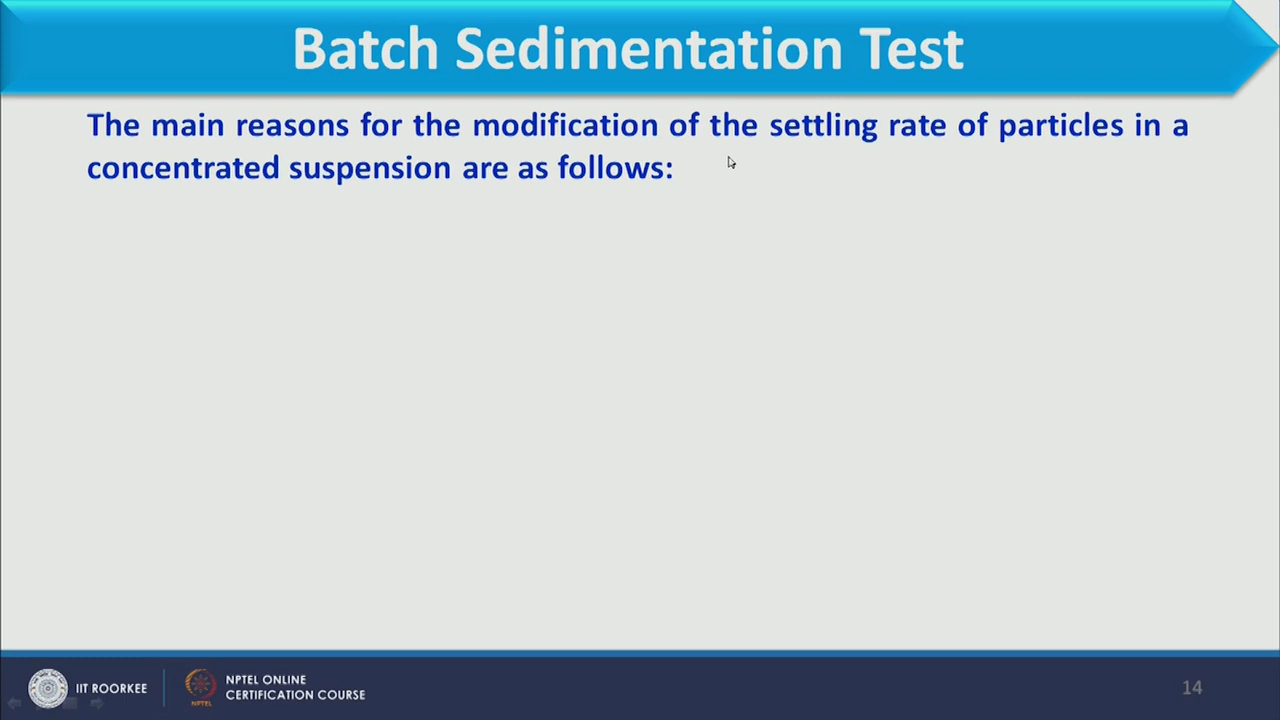 Batch Sedimentation Test
The main reasons for the modification of the settling rate of particles in a
concentrated suspension are as follows:
IIT ROORKEE
NPTEL ONLINE
CERTIFICATION COURSE
NPTEL
14